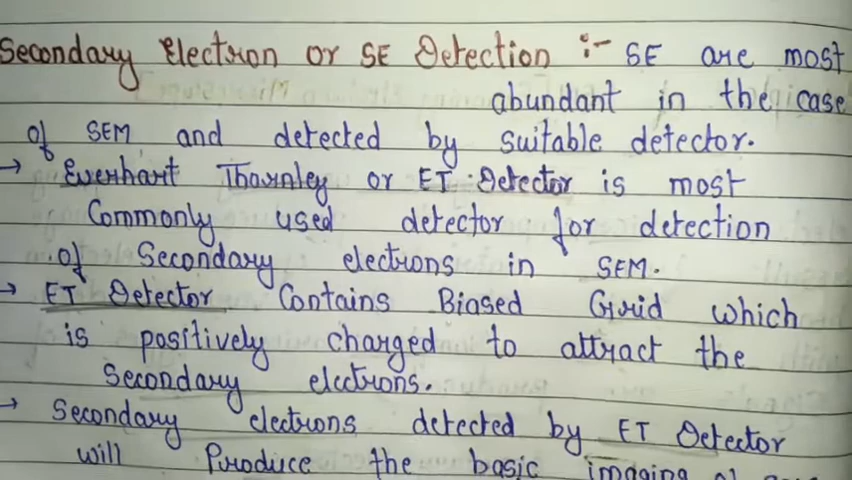 Secondary Electron or SE Detection :- SE are most
abundant in the case
of SEM and detected by suitable detector.
→ Everhart Thornley or ET Detector is most
Commonly used detector for detection
of Secondary electrons in SEM.
→ ET Detector Contains Biased Grid which
is positively charged to attract the
Secondary electrons.
→ Secondary electrons detected by ET Detector
will Produce the basic imaging of